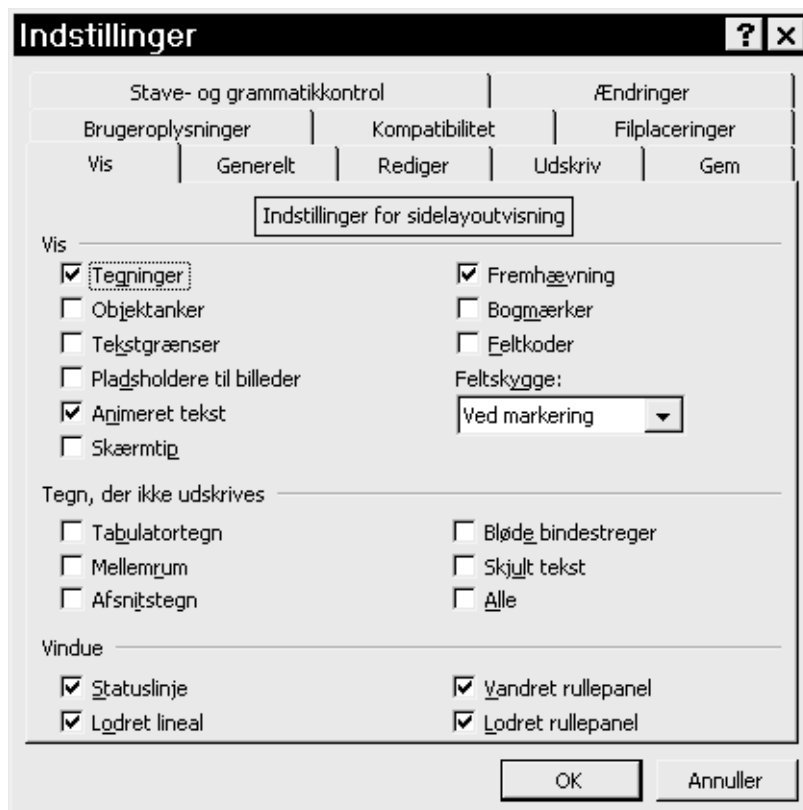 Indstillinger
Stave- og grammatikkontrol Ændringer
Brugeroplysninger Kompatibilitet Filplaceringer
Vis Generelt Rediger Udskriv Gem
Indstillinger for sidelayoutvisning
Vis
Tegninger Fremhævning
Objektanker Bogmærker
Tekstgrænser Feltkoder
Pladsholdere til billeder Feltskygge:
Animeret tekst Ved markering
Skærmtip
Tegn, der ikke udskrives
Tabulatortegn Bløde bindestreger
Mellemrum Skjult tekst
Afsnitstegn Alle
Vindue
Statuslinje Vandret rullepanel
Lodret lineal Lodret rullepanel
OK Annuller